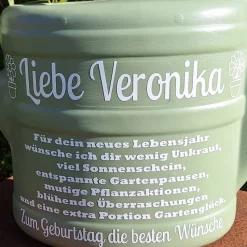 Liebe Veronika
Für dein neues Lebensjahr
wünsche ich dir wenig Unkraut,
viel Sonnenschein,
entspannte Gartenpausen,
mutige Pflanzaktionen,
blühende Überraschungen
und eine extra Portion Gartenglück.
Zum Geburtstag die besten Wünsche